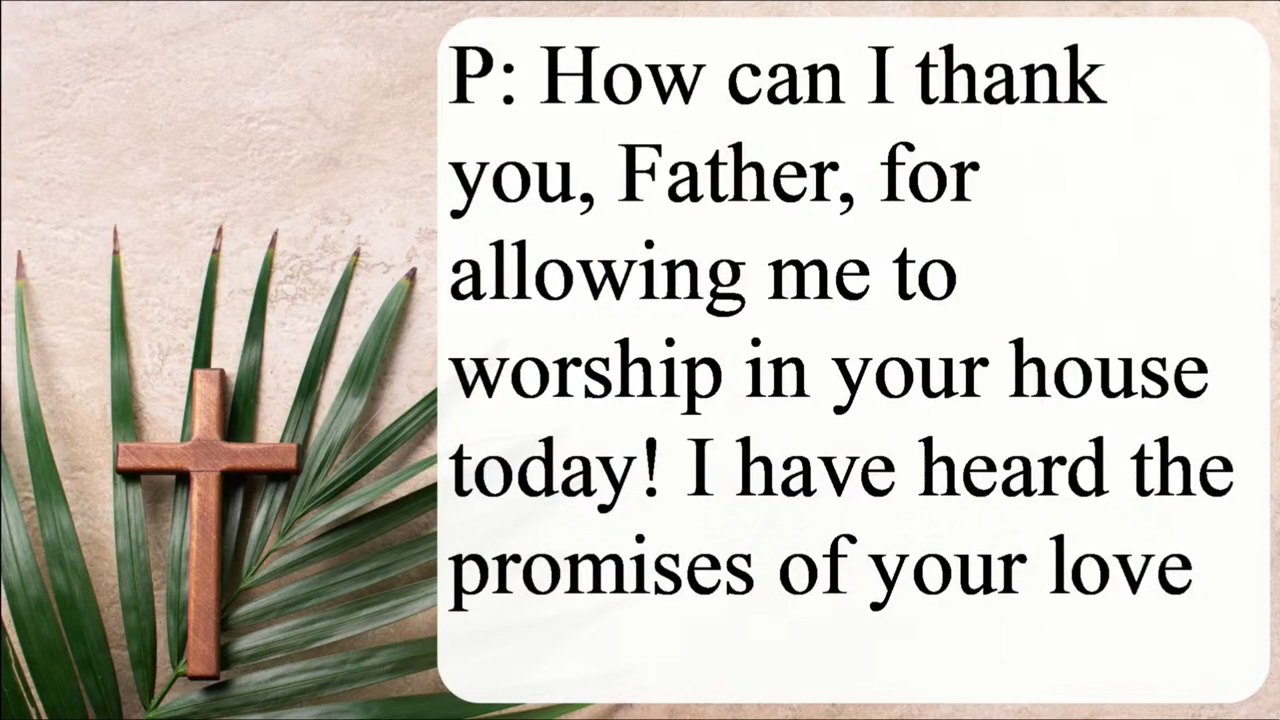 P: How can I thank
you, Father, for
allowing me to
worship in your house
today! I have heard the
promises of your love